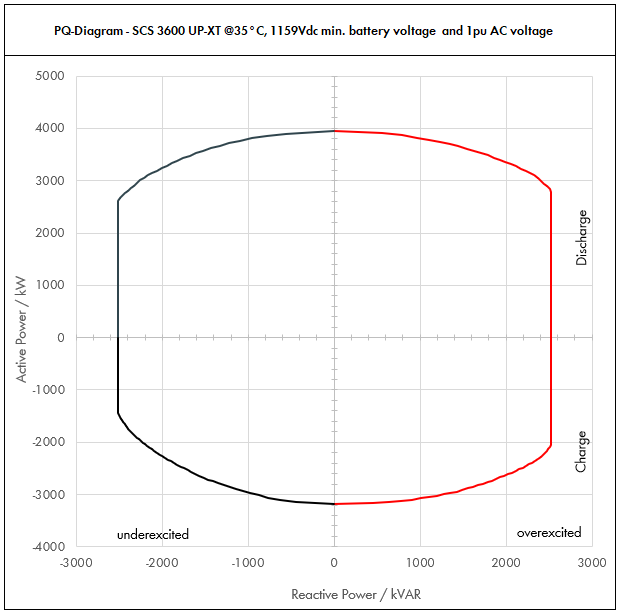 PQ-Diagram - SCS 3600 UP-XT @35°C, 1159Vdc min. battery voltage and 1pu AC voltage
5000
4000
3000
2000
1000
0
-1000
-2000
-3000
-4000
Active Power / kW
Discharge
Charge
underexcited
overexcited
-3000 -2000 -1000 0 1000 2000 3000
Reactive Power / kVAR